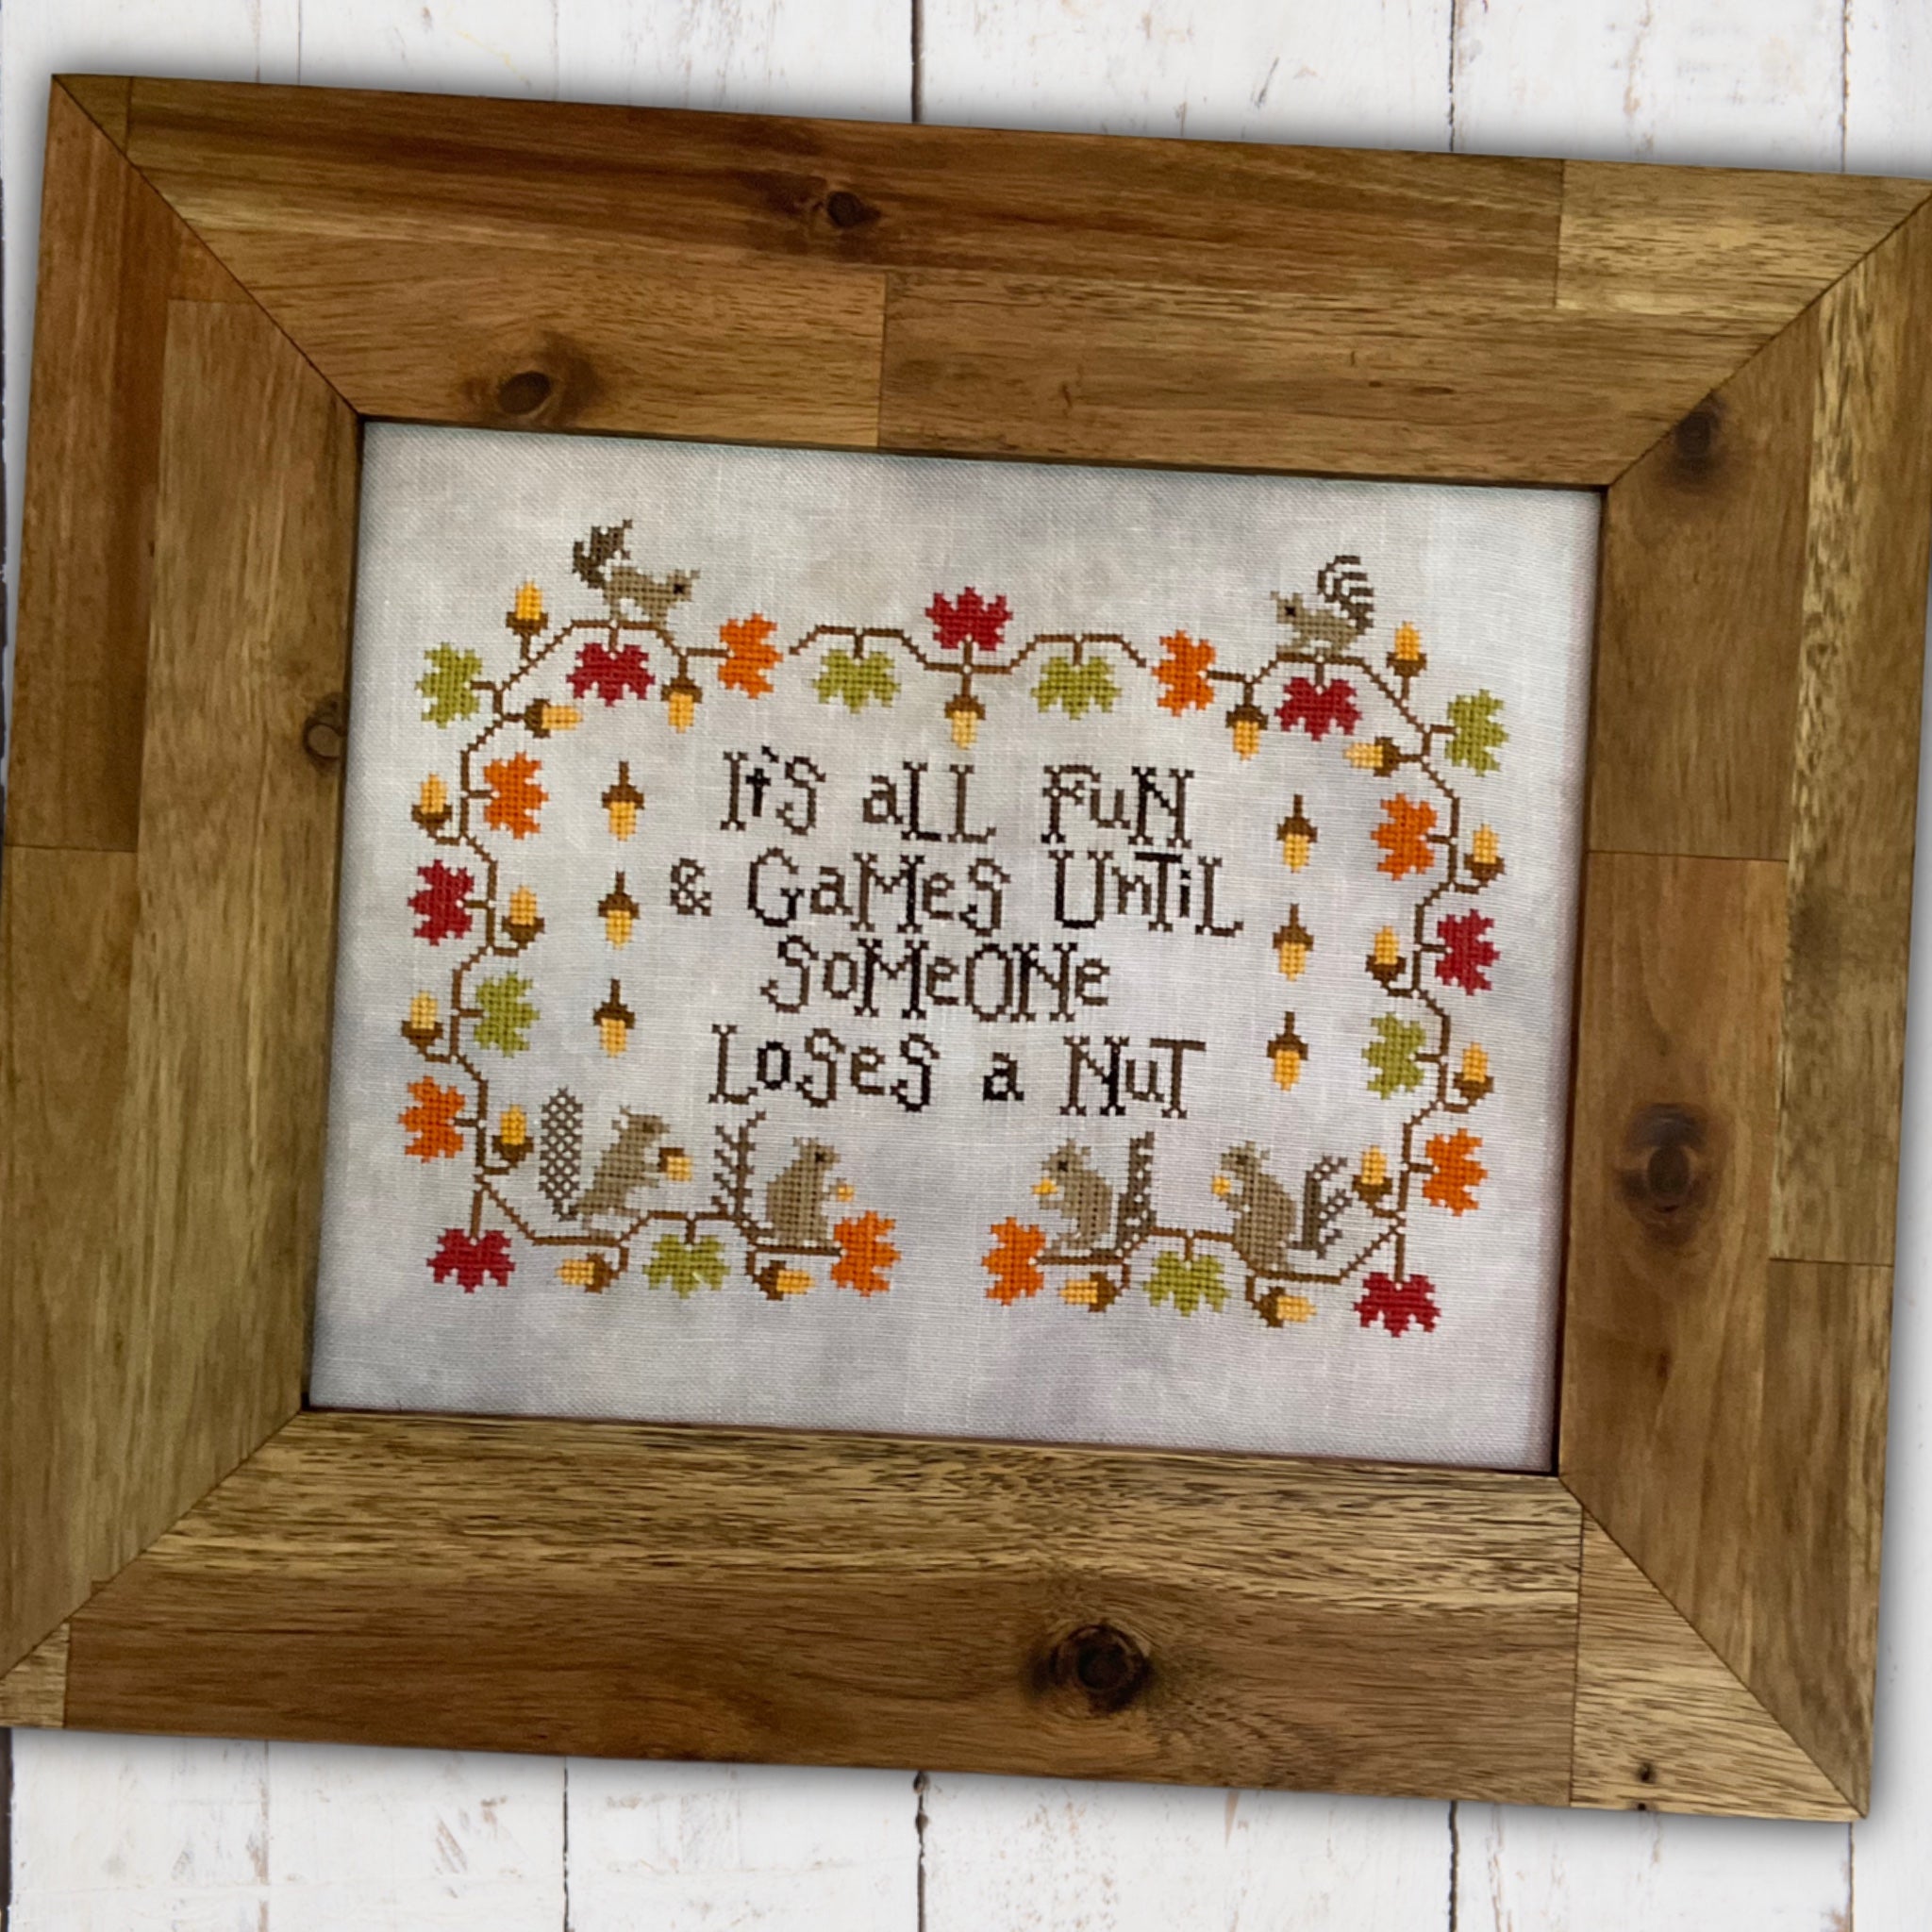 It's aLL FuN
& GaMeS UnTiL
SoMeONe
LoSeS a NuT